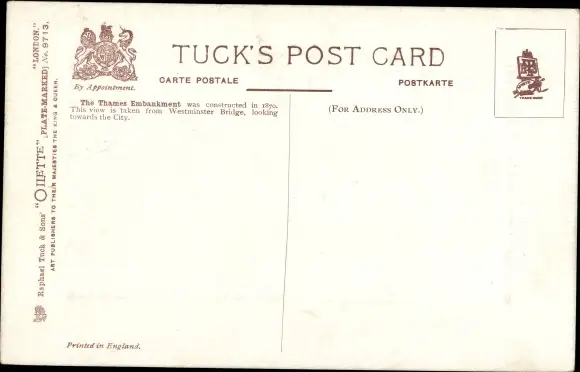 TUCK'S POST CARD
CARTE POSTALE
POSTKARTE
By Appointment.
The Thames Embankment was constructed in 1870.
This view is taken from Westminster Bridge, looking
towards the City.
(FOR ADDRESS ONLY.)
TRADE MARK
Raphael Tuck & Sons' "OILETTE" [PLATE-MARKED] No. 9713. "LONDON."
ART PUBLISHERS TO THEIR MAJESTIES THE KING & QUEEN.
Printed in England.